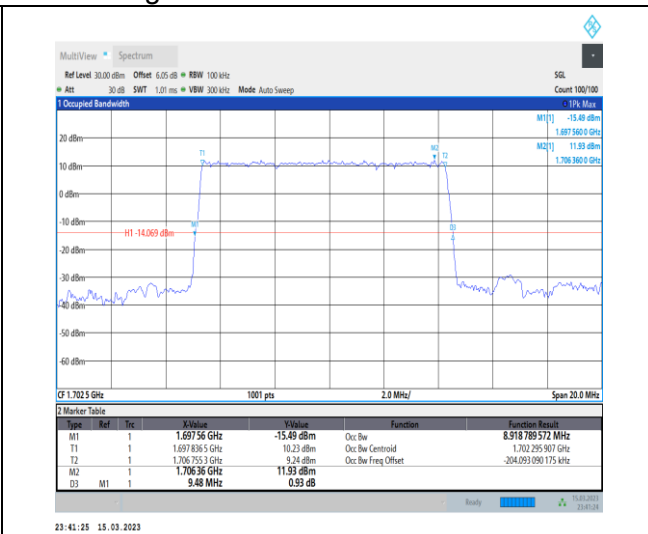 MultiView Spectrum
Ref Level 30.00 dBm Offset 6.05 dB RBW 100 kHz SGL
Att 30 dB SWT 1.01 ms VBW 300 kHz Mode Auto Sweep Count 100/100
1 Occupied Bandwidth 1Pk Max
M1[1] -15.49 dBm
1.697 560 0 GHz
M2[1] 11.93 dBm
1.706 360 0 GHz
20 dBm
T1 M2 T2
10 dBm
0 dBm
-10 dBm
M1 D3
H1 -14.069 dBm
-20 dBm
-30 dBm
-40 dBm
-50 dBm
-60 dBm
CF 1.702 5 GHz 1001 pts 2.0 MHz/ Span 20.0 MHz
2 Marker Table
Type Ref Trc X-Value Y-Value Function Function Result
M1 1 1.697 56 GHz -15.49 dBm Occ Bw 8.918 789 572 MHz
T1 1 1.697 836 5 GHz 10.23 dBm Occ Bw Centroid 1.702 295 907 GHz
T2 1 1.706 755 3 GHz 9.24 dBm Occ Bw Freq Offset -204.093 090 175 kHz
M2 1 1.706 36 GHz 11.93 dBm
D3 M1 1 9.48 MHz 0.93 dB
Ready 15.03.2023
23:41:24
23:41:25 15.03.2023